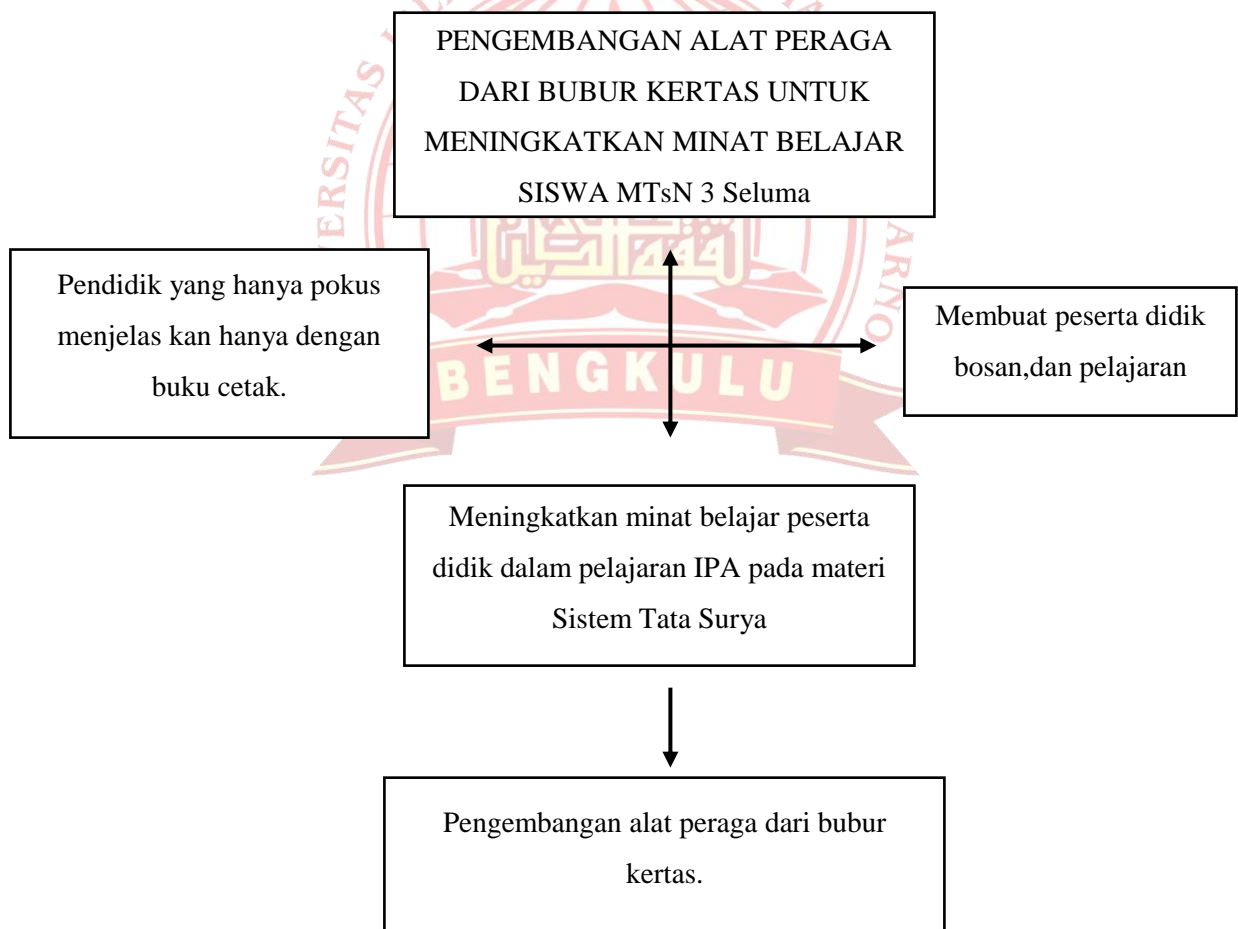 PENGEMBANGAN ALAT PERAGA
DARI BUBUR KERTAS UNTUK
MENINGKATKAN MINAT BELAJAR
SISWA MTsN 3 Seluma
Pendidik yang hanya pokus
menjelas kan hanya dengan
buku cetak.
Membuat peserta didik
bosan,dan pelajaran
BENGKULU
Meningkatkan minat belajar peserta
didik dalam pelajaran IPA pada materi
Sistem Tata Surya
Pengembangan alat peraga dari bubur
kertas.